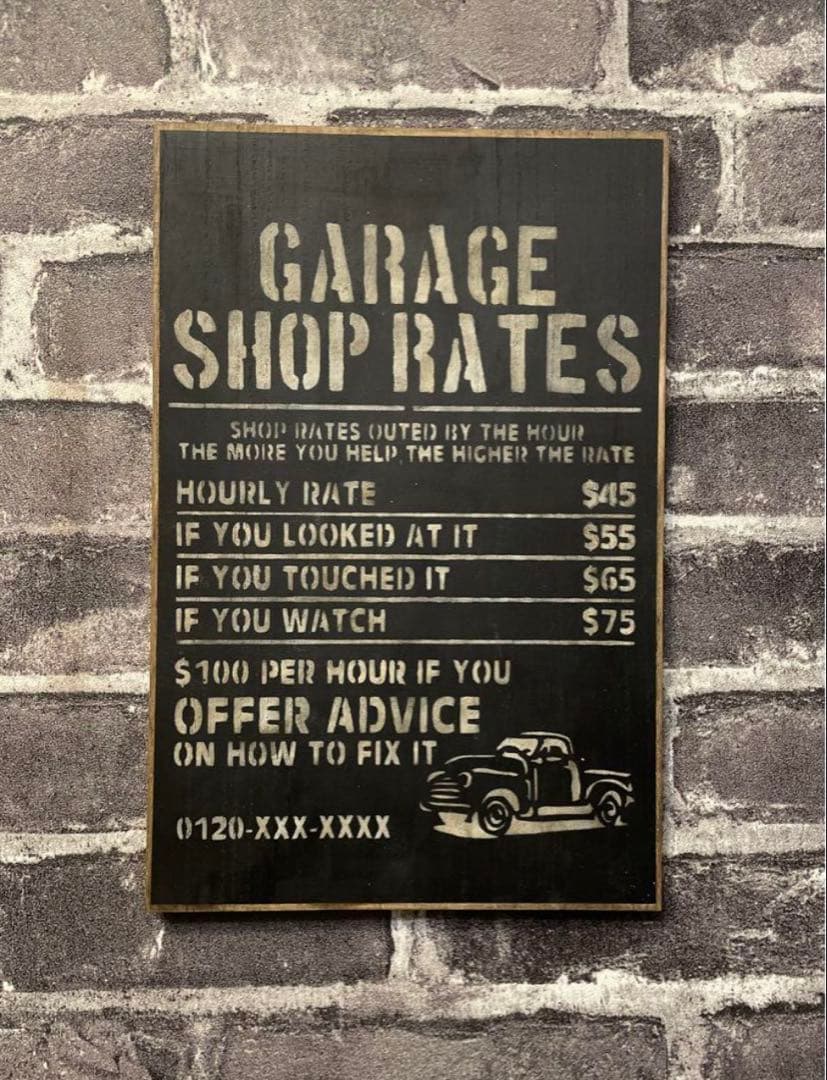 GARAGE
SHOP RATES
SHOP RATES OUTED BY THE HOUR
THE MORE YOU HELP, THE HIGHER THE RATE
HOURLY RATE $45
IF YOU LOOKED AT IT $55
IF YOU TOUCHED IT $65
IF YOU WATCH $75
$100 PER HOUR IF YOU
OFFER ADVICE
ON HOW TO FIX IT
0120-XXX-XXXX